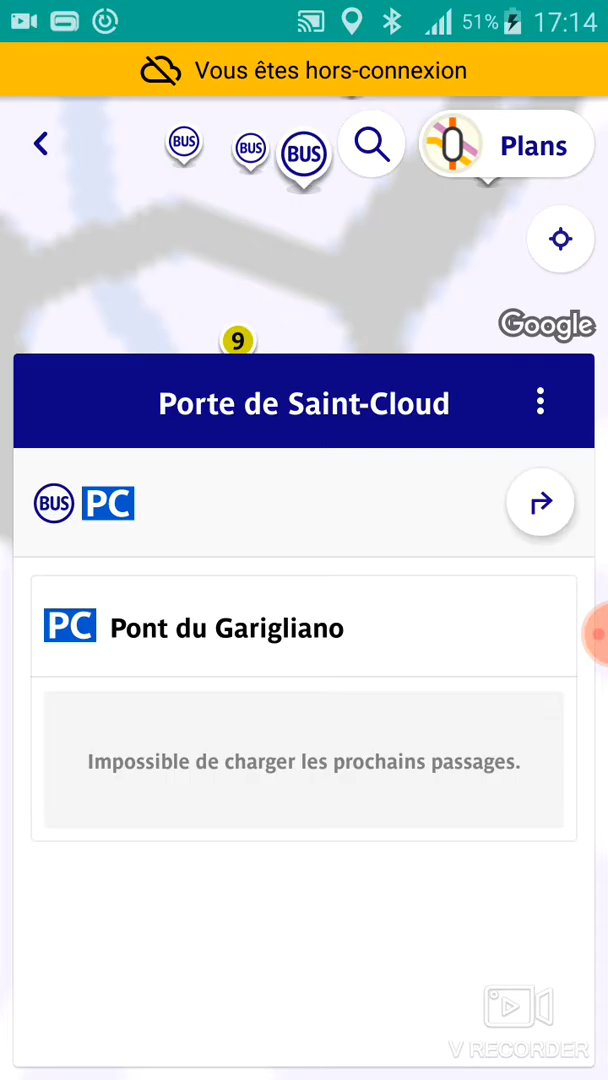 51% 17:14
Vous êtes hors-connexion
BUS BUS BUS Plans
Google
9
Porte de Saint-Cloud
BUS PC
PC Pont du Garigliano
Impossible de charger les prochains passages.
V RECORDER